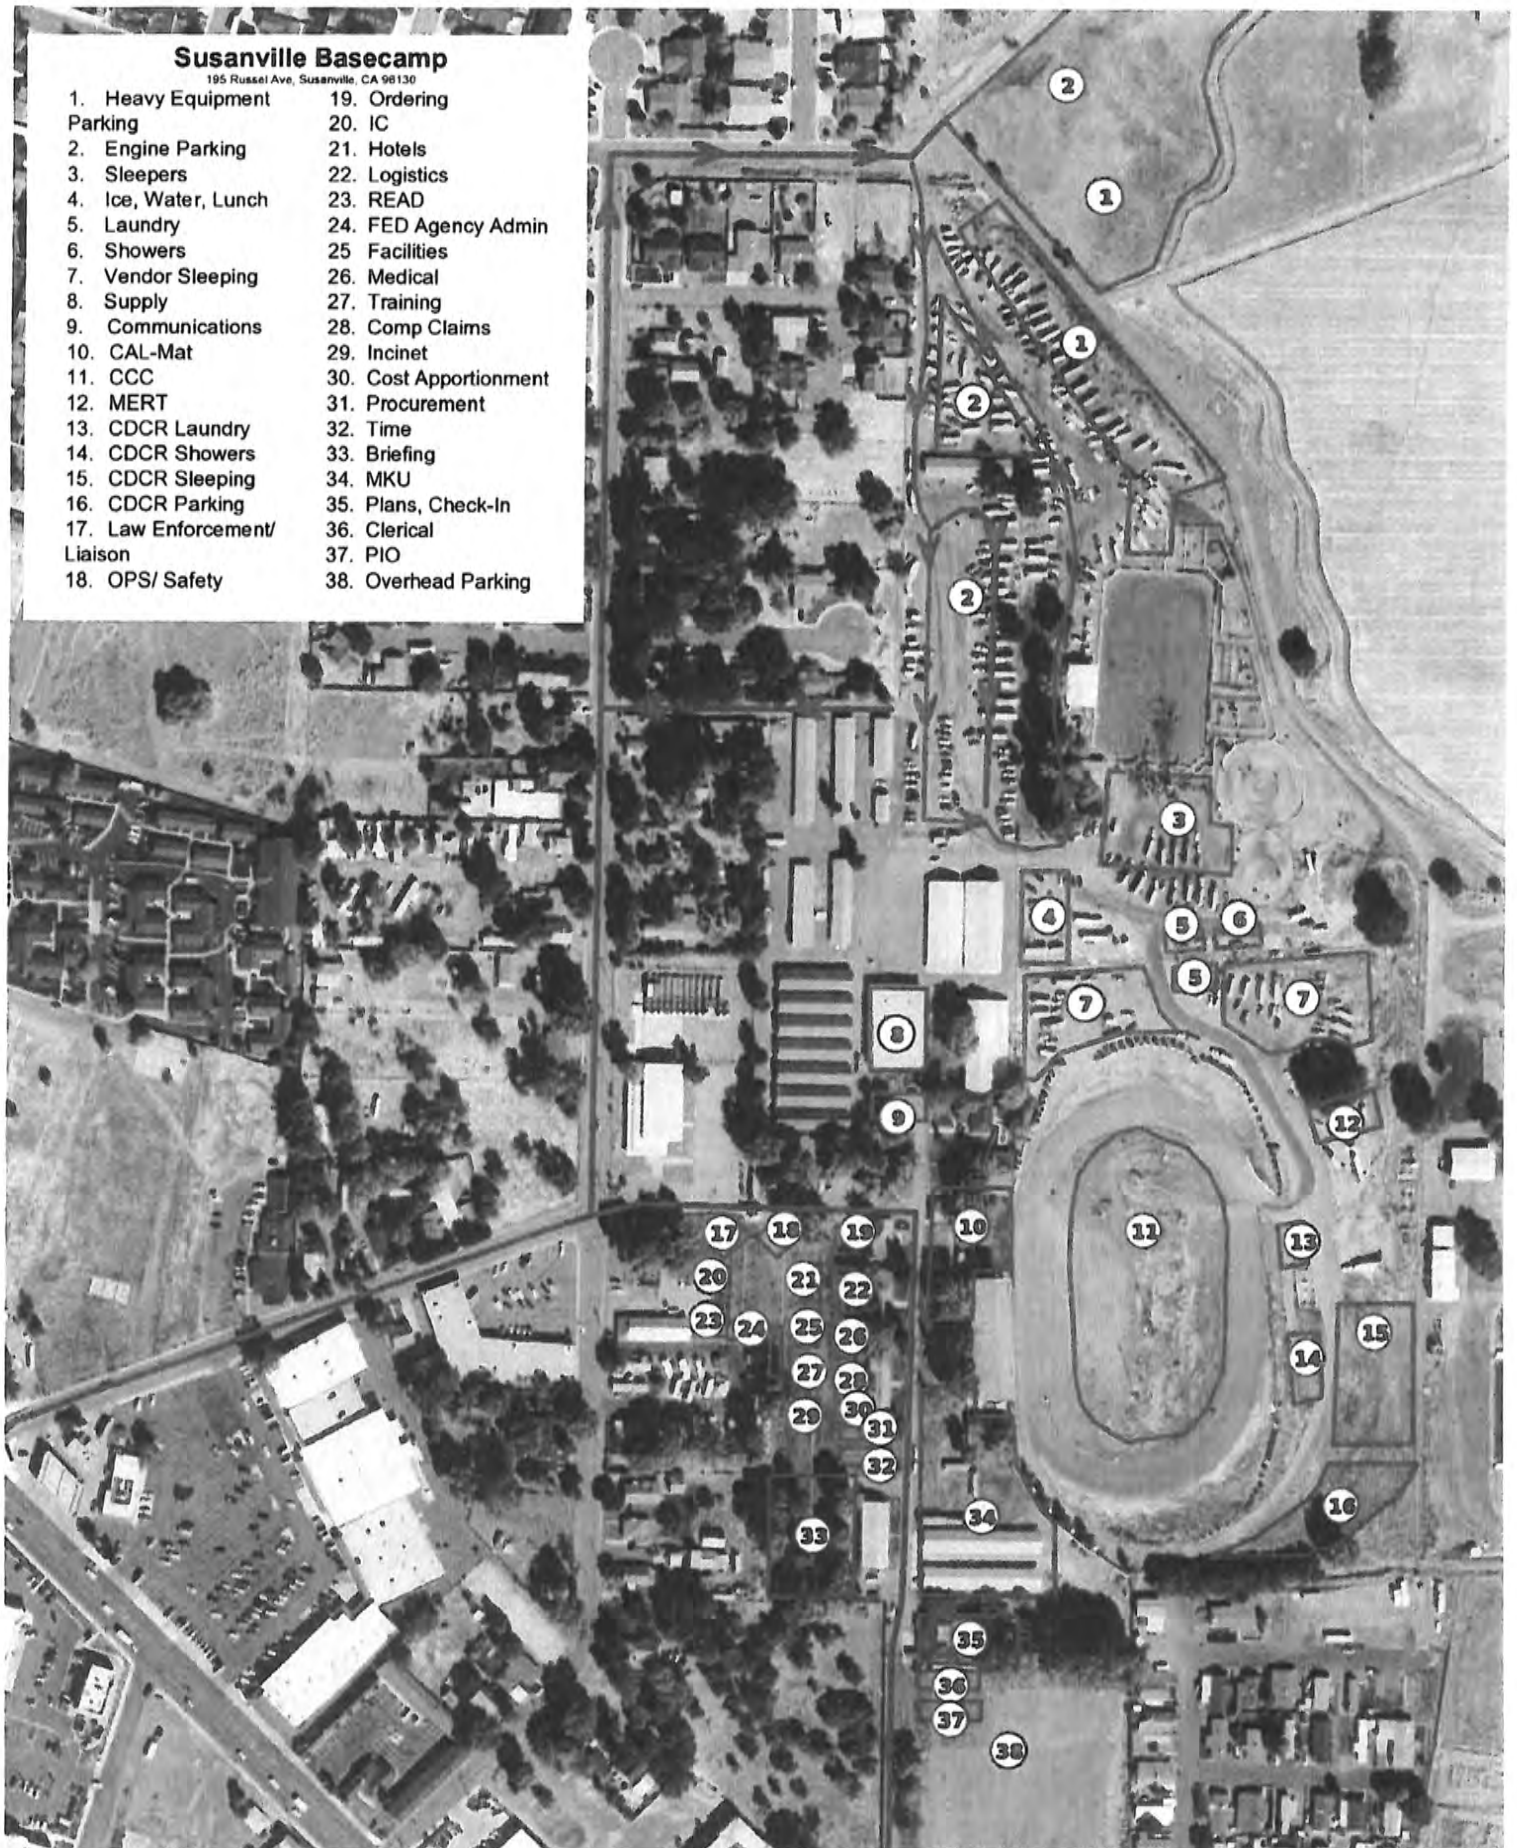 Susanville Basecamp
195 Russel Ave, Susanville, CA 96130
1. Heavy Equipment
Parking
2. Engine Parking
3. Sleepers
4. Ice, Water, Lunch
5. Laundry
6. Showers
7. Vendor Sleeping
8. Supply
9. Communications
10. CAL-Mat
11. CCC
12. MERT
13. CDCR Laundry
14. CDCR Showers
15. CDCR Sleeping
16. CDCR Parking
17. Law Enforcement/
Liaison
18. OPS/ Safety
19. Ordering
20. IC
21. Hotels
22. Logistics
23. READ
24. FED Agency Admin
25 Facilities
26. Medical
27. Training
28. Comp Claims
29. Incinet
30. Cost Apportionment
31. Procurement
32. Time
33. Briefing
34. MKU
35. Plans, Check-In
36. Clerical
37. PIO
38. Overhead Parking
2
1
1
2
2
3
4
5
6
5
7
7
8
9
12
10
11
17
18
19
13
20
21
22
23
24
25
26
15
14
27
28
29
30
31
32
16
34
33
35
36
37
38